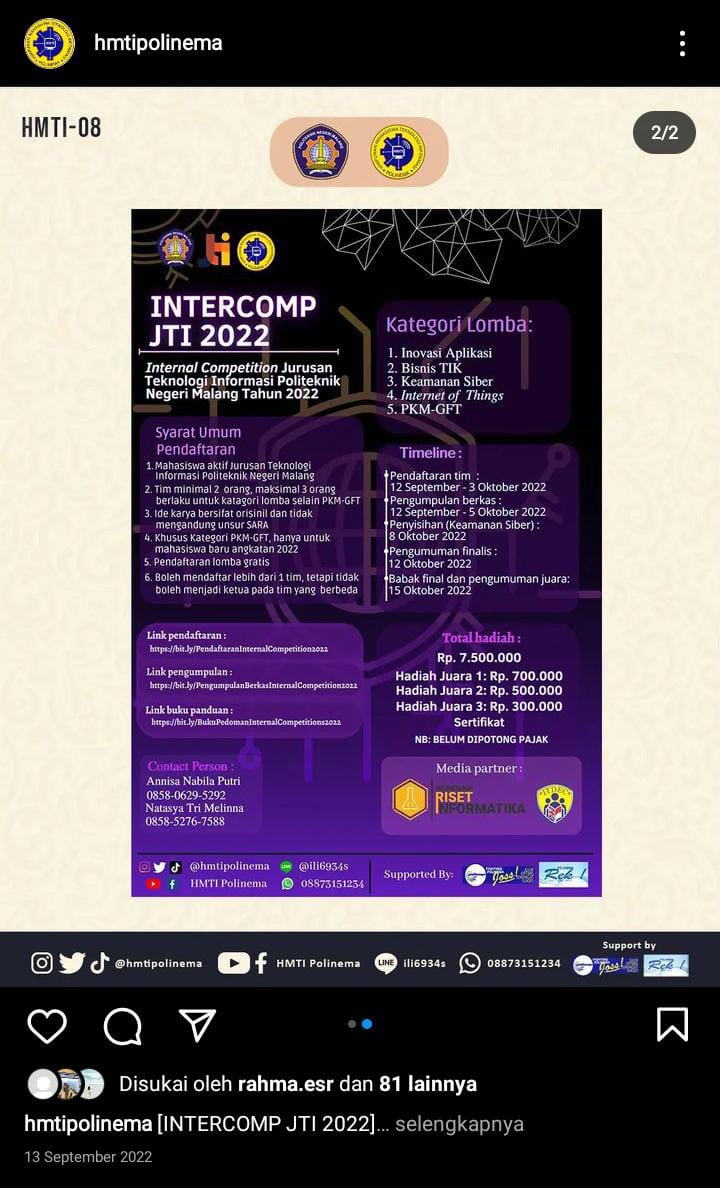 hmtipolinema
HMTI-08
2/2
INTERCOMP
JTI 2022
Internal Competition Jurusan
Teknologi Informasi Politeknik
Negeri Malang Tahun 2022
Kategori Lomba:
1. Inovasi Aplikasi
2. Bisnis TIK
3. Keamanan Siber
4. Internet of Things
5. PKM-GFT
Syarat Umum
Pendaftaran
1. Mahasiswa aktif Jurusan Teknologi
Informasi Politeknik Negeri Malang
2. Tim minimal 2 orang, maksimal 3 orang
berlaku untuk katagori lomba selain PKM-GFT
3. Ide karya bersifat orisinil dan tidak
mengandung unsur SARA
4. Khusus Kategori PKM-GFT, hanya untuk
mahasiswa baru angkatan 2022
5. Pendaftaran lomba gratis
6. Boleh mendaftar lebih dari 1 tim, tetapi tidak
boleh menjadi ketua pada tim yang berbeda
Timeline :
Pendaftaran tim :
12 September - 3 Oktober 2022
Pengumpulan berkas :
12 September - 5 Oktober 2022
Penyisihan (Keamanan Siber) :
8 Oktober 2022
Pengumuman finalis :
12 Oktober 2022
Babak final dan pengumuman juara:
15 Oktober 2022
Link pendaftaran :
https://bit.ly/PendaftaranInternalCompetition2022
Link pengumpulan :
https://bit.ly/PengumpulanBerkasInternalCompetition2022
Link buku panduan :
https://bit.ly/BukuPedomanInternalCompetitions2022
Total hadiah :
Rp. 7.500.000
Hadiah Juara 1: Rp. 700.000
Hadiah Juara 2: Rp. 500.000
Hadiah Juara 3: Rp. 300.000
Sertifikat
NB: BELUM DIPOTONG PAJAK
Contact Person :
Annisa Nabila Putri
0858-0629-5292
Natasya Tri Melinna
0858-5276-7588
Media partner :
RISET
INFORMATIKA
ITDEC
@hmtipolinema @ili6934s
HMTI Polinema 08873151234
Supported By:
Joss!
Rek !
Support by
@hmtipolinema HMTI Polinema LINE ili6934s 08873151234
Joss!
Rek !
Disukai oleh rahma.esr dan 81 lainnya
hmtipolinema [INTERCOMP JTI 2022]... selengkapnya
13 September 2022